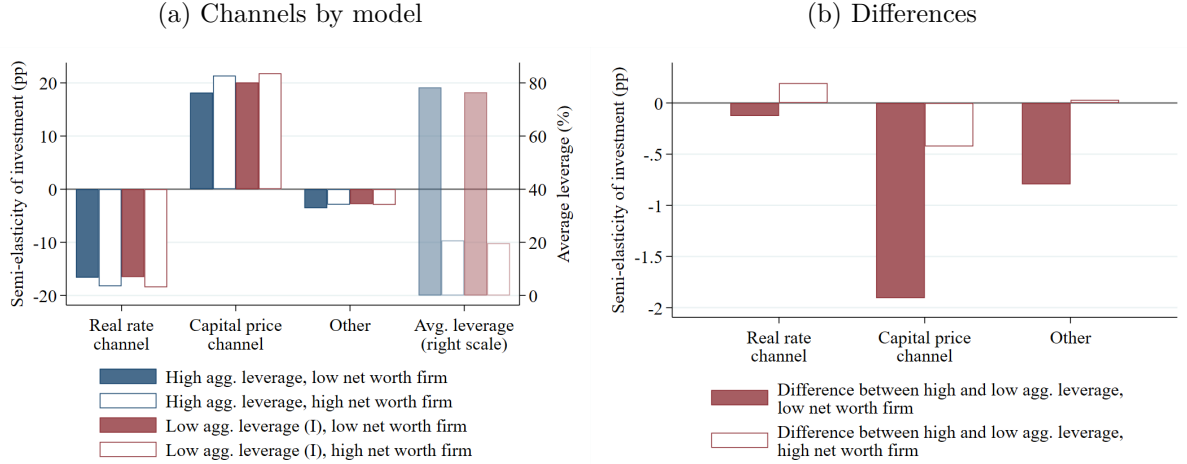 (a) Channels by model
Semi-elasticity of investment (pp)
20
10
0
-10
-20
80
60
40
20
0
Average leverage (%)
Real rate
channel
Capital price
channel
Other
Avg. leverage
(right scale)
High agg. leverage, low net worth firm
High agg. leverage, high net worth firm
Low agg. leverage (I), low net worth firm
Low agg. leverage (I), high net worth firm
(b) Differences
Semi-elasticity of investment (pp)
0
-.5
-1
-1.5
-2
Real rate
channel
Capital price
channel
Other
Difference between high and low agg. leverage,
low net worth firm
Difference between high and low agg. leverage,
high net worth firm